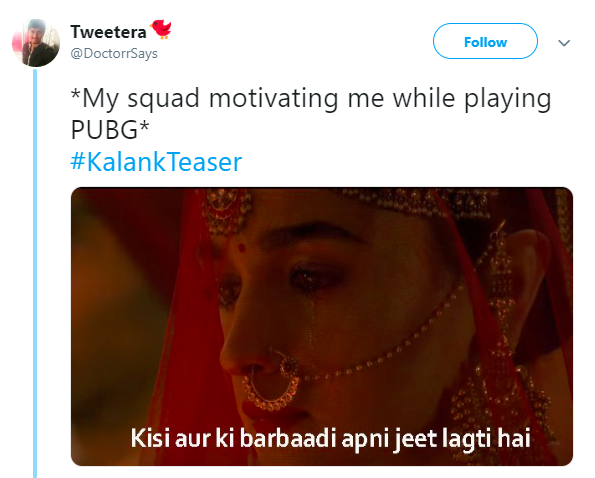 Tweetera
@DoctorrSays
Follow
*My squad motivating me while playing
PUBG*
#KalankTeaser
Kisi aur ki barbaadi apni jeet lagti hai